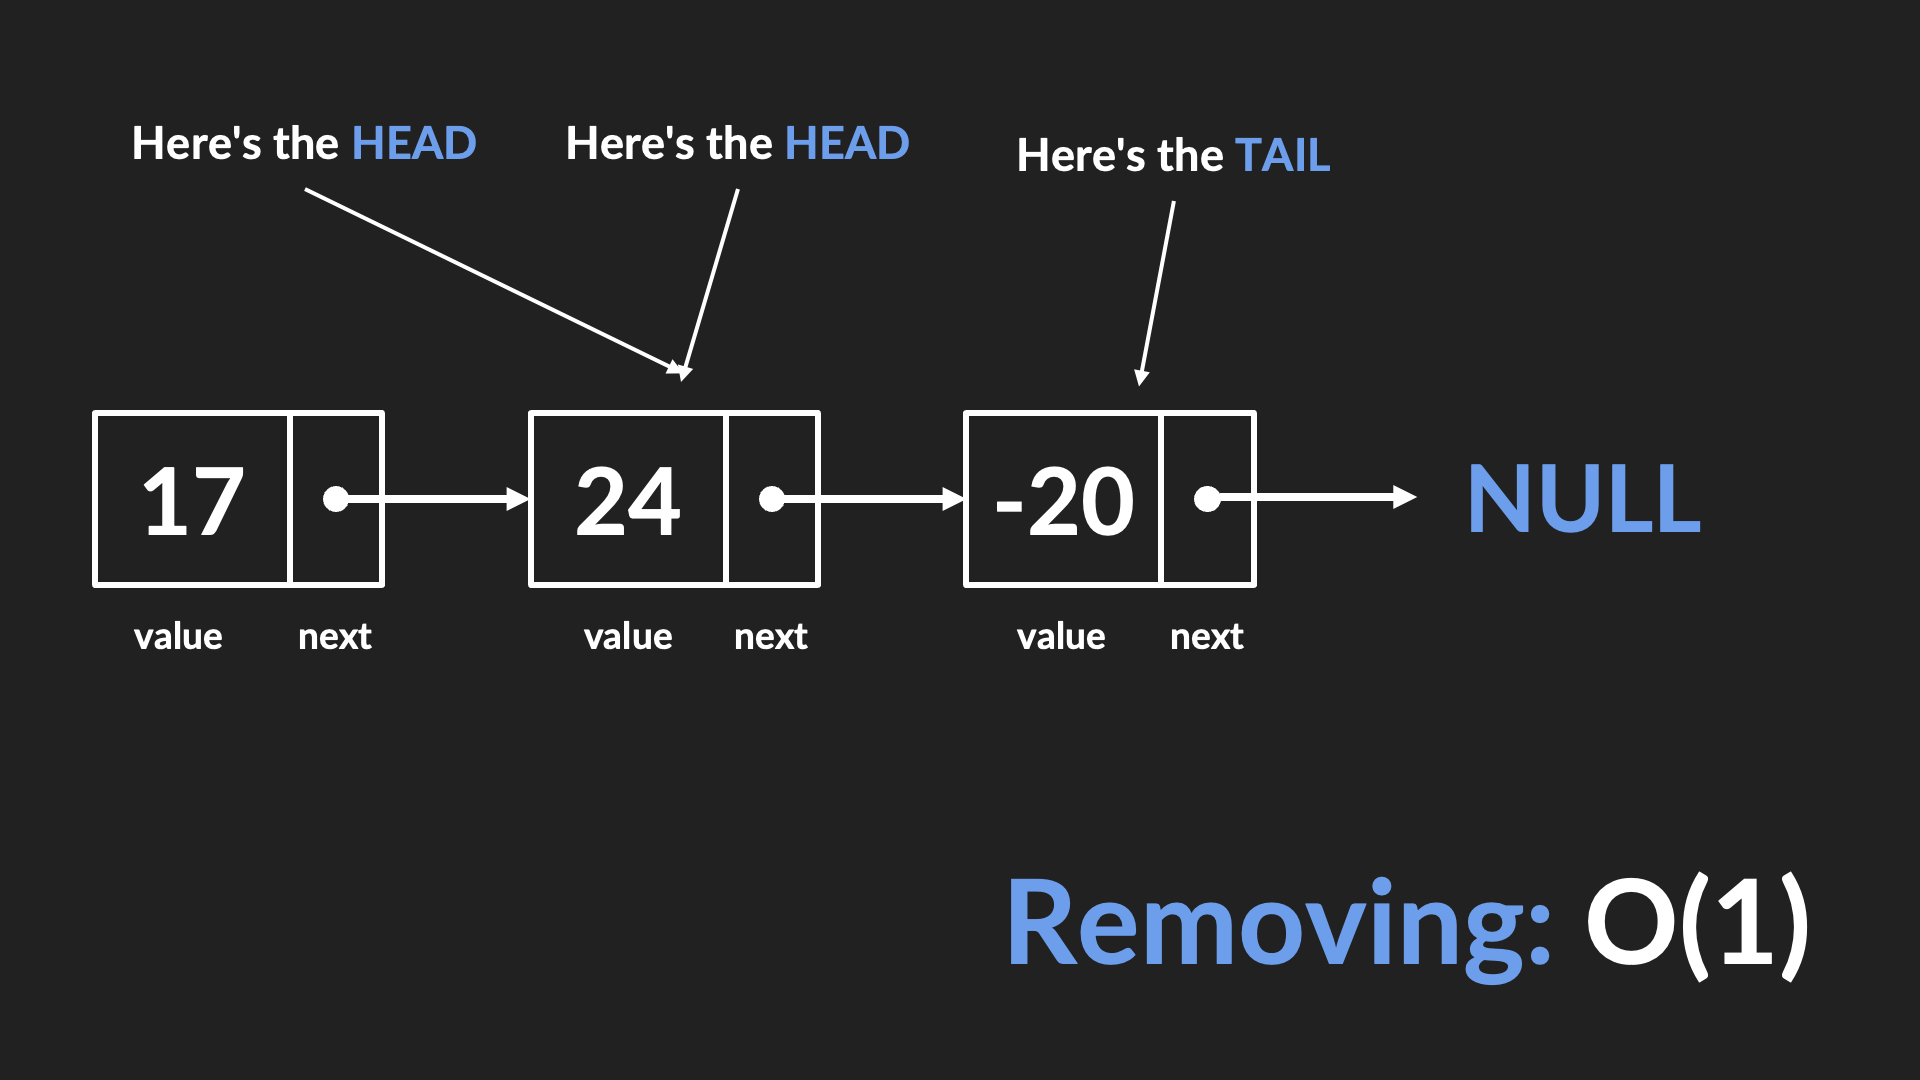 Here's the HEAD
Here's the HEAD
Here's the TAIL
17
24
-20
NULL
value next
value next
value next
Removing: O(1)